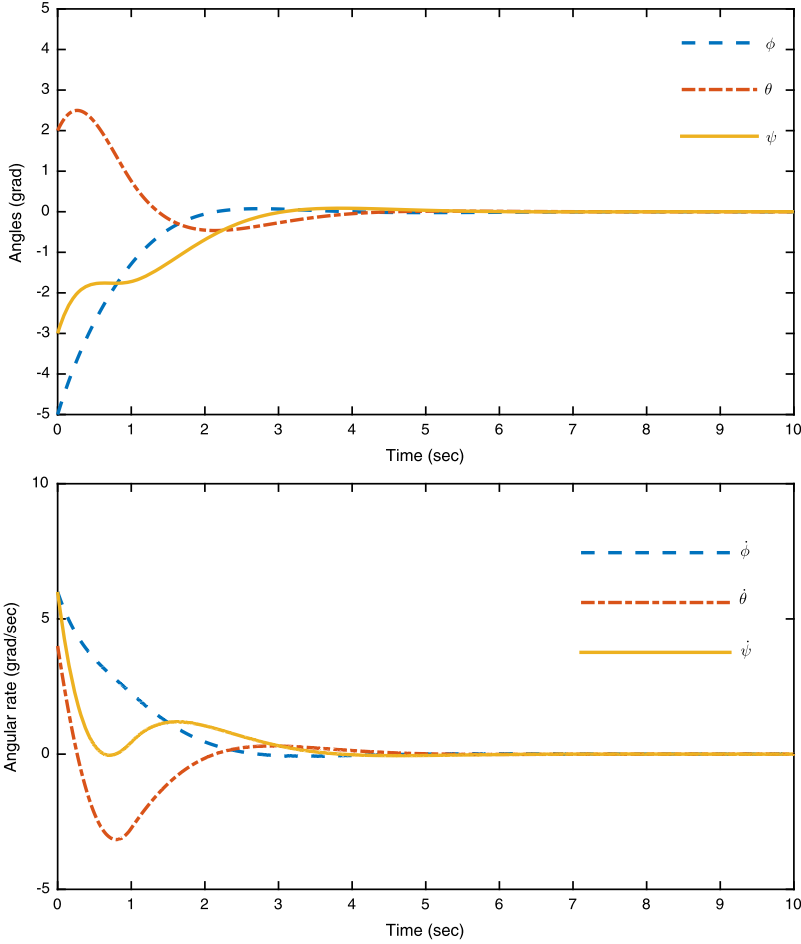 5
4
3
2
1
0
-1
-2
-3
-4
-5
Angles (grad)
ϕ
θ
ψ
0 1 2 3 4 5 6 7 8 9 10
Time (sec)
10
5
0
-5
Angular rate (grad/sec)
ϕ̇
θ̇
ψ̇
0 1 2 3 4 5 6 7 8 9 10
Time (sec)